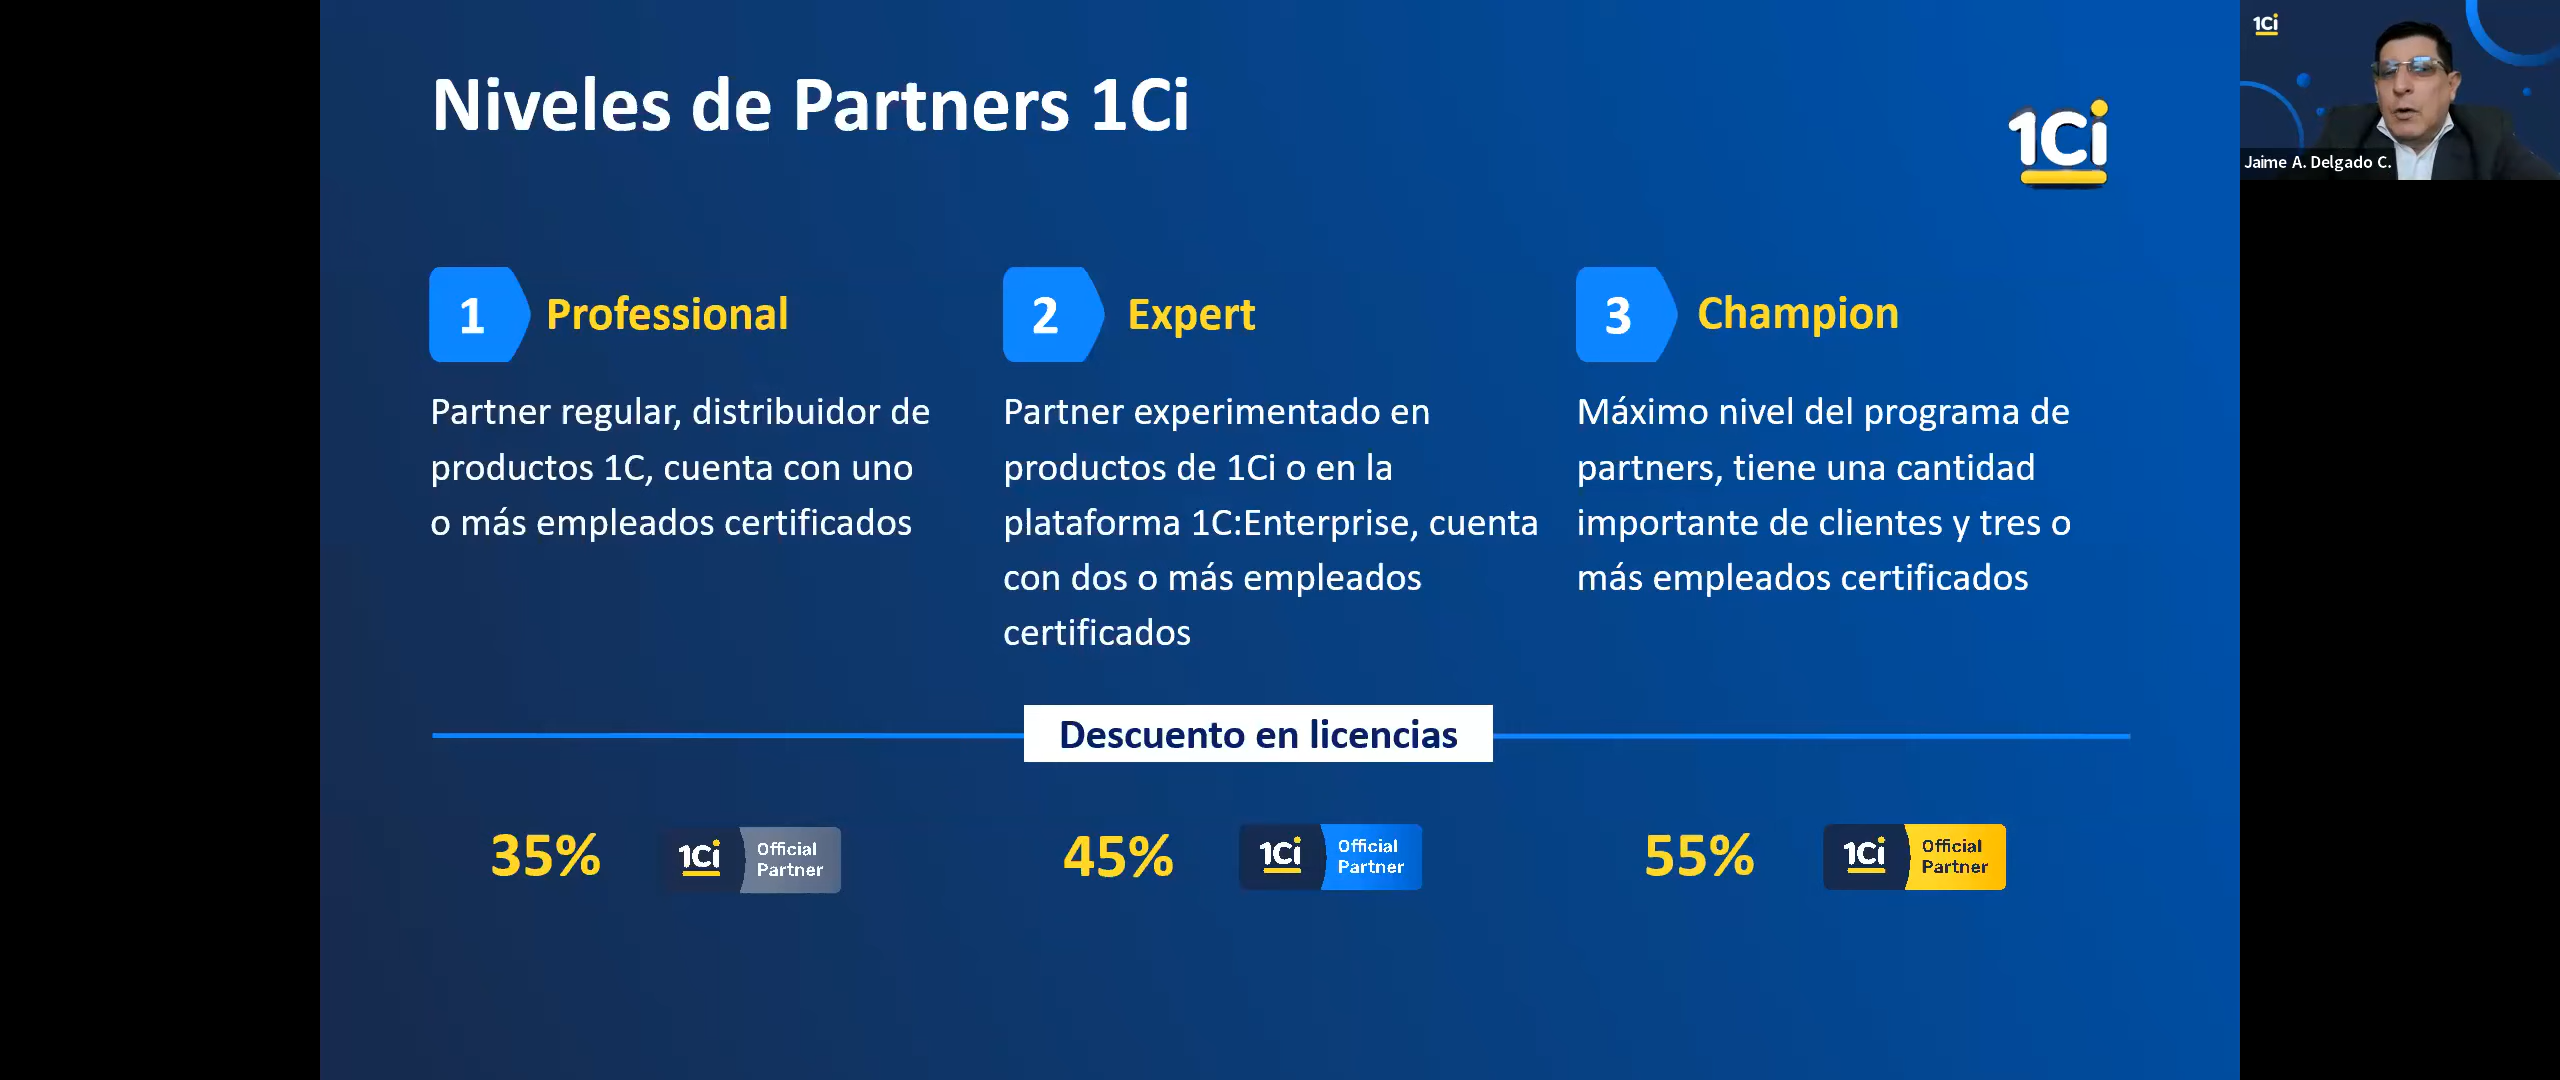 Niveles de Partners 1Ci
1Ci
1Ci
Jaime A. Delgado C.
1
Professional
Partner regular, distribuidor de
productos 1C, cuenta con uno
o más empleados certificados
2
Expert
Partner experimentado en
productos de 1Ci o en la
plataforma 1C:Enterprise, cuenta
con dos o más empleados
certificados
3
Champion
Máximo nivel del programa de
partners, tiene una cantidad
importante de clientes y tres o
más empleados certificados
Descuento en licencias
35%
1Ci
Official
Partner
45%
1Ci
Official
Partner
55%
1Ci
Official
Partner